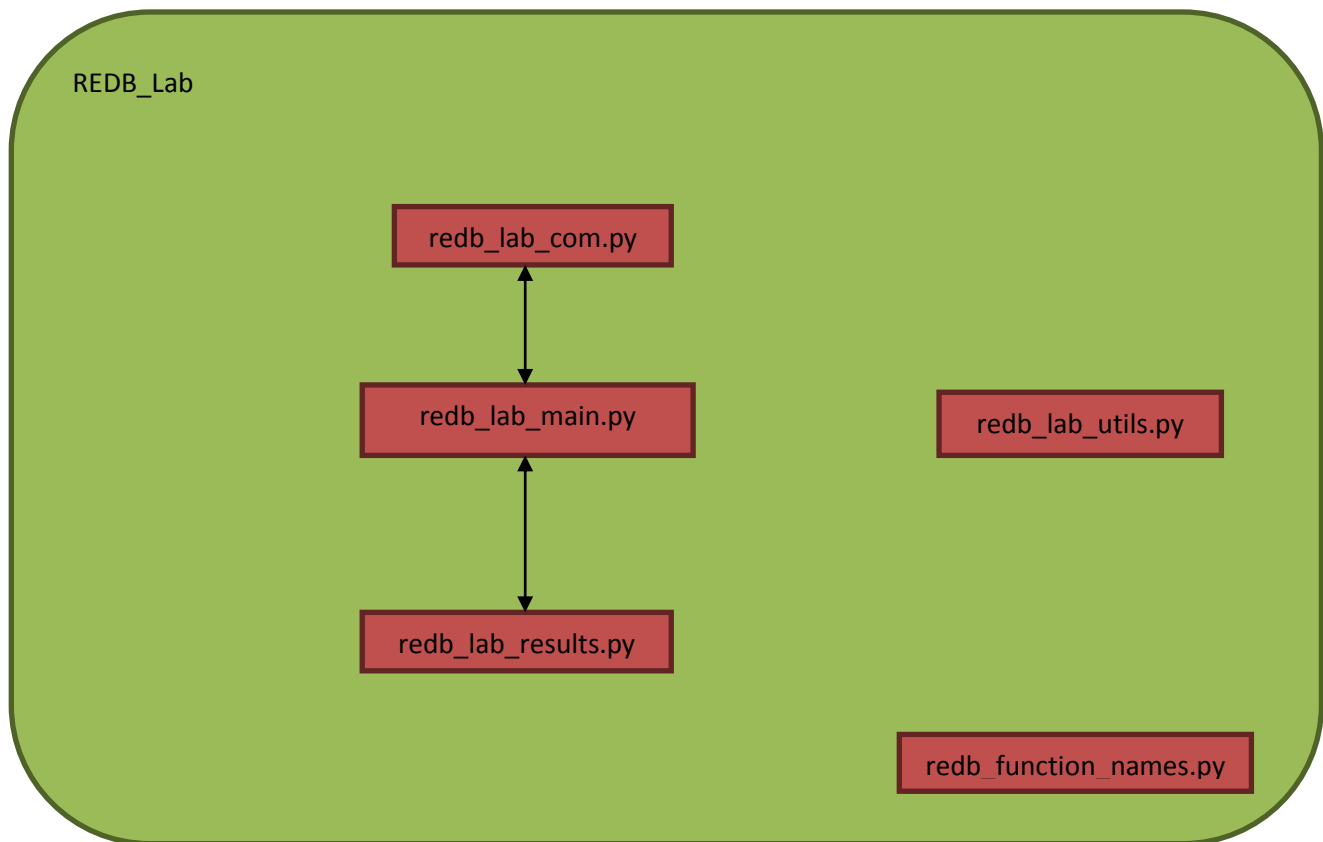 REDB_Lab
redb_lab_com.py
redb_lab_main.py
redb_lab_utils.py
redb_lab_results.py
redb_function_names.py